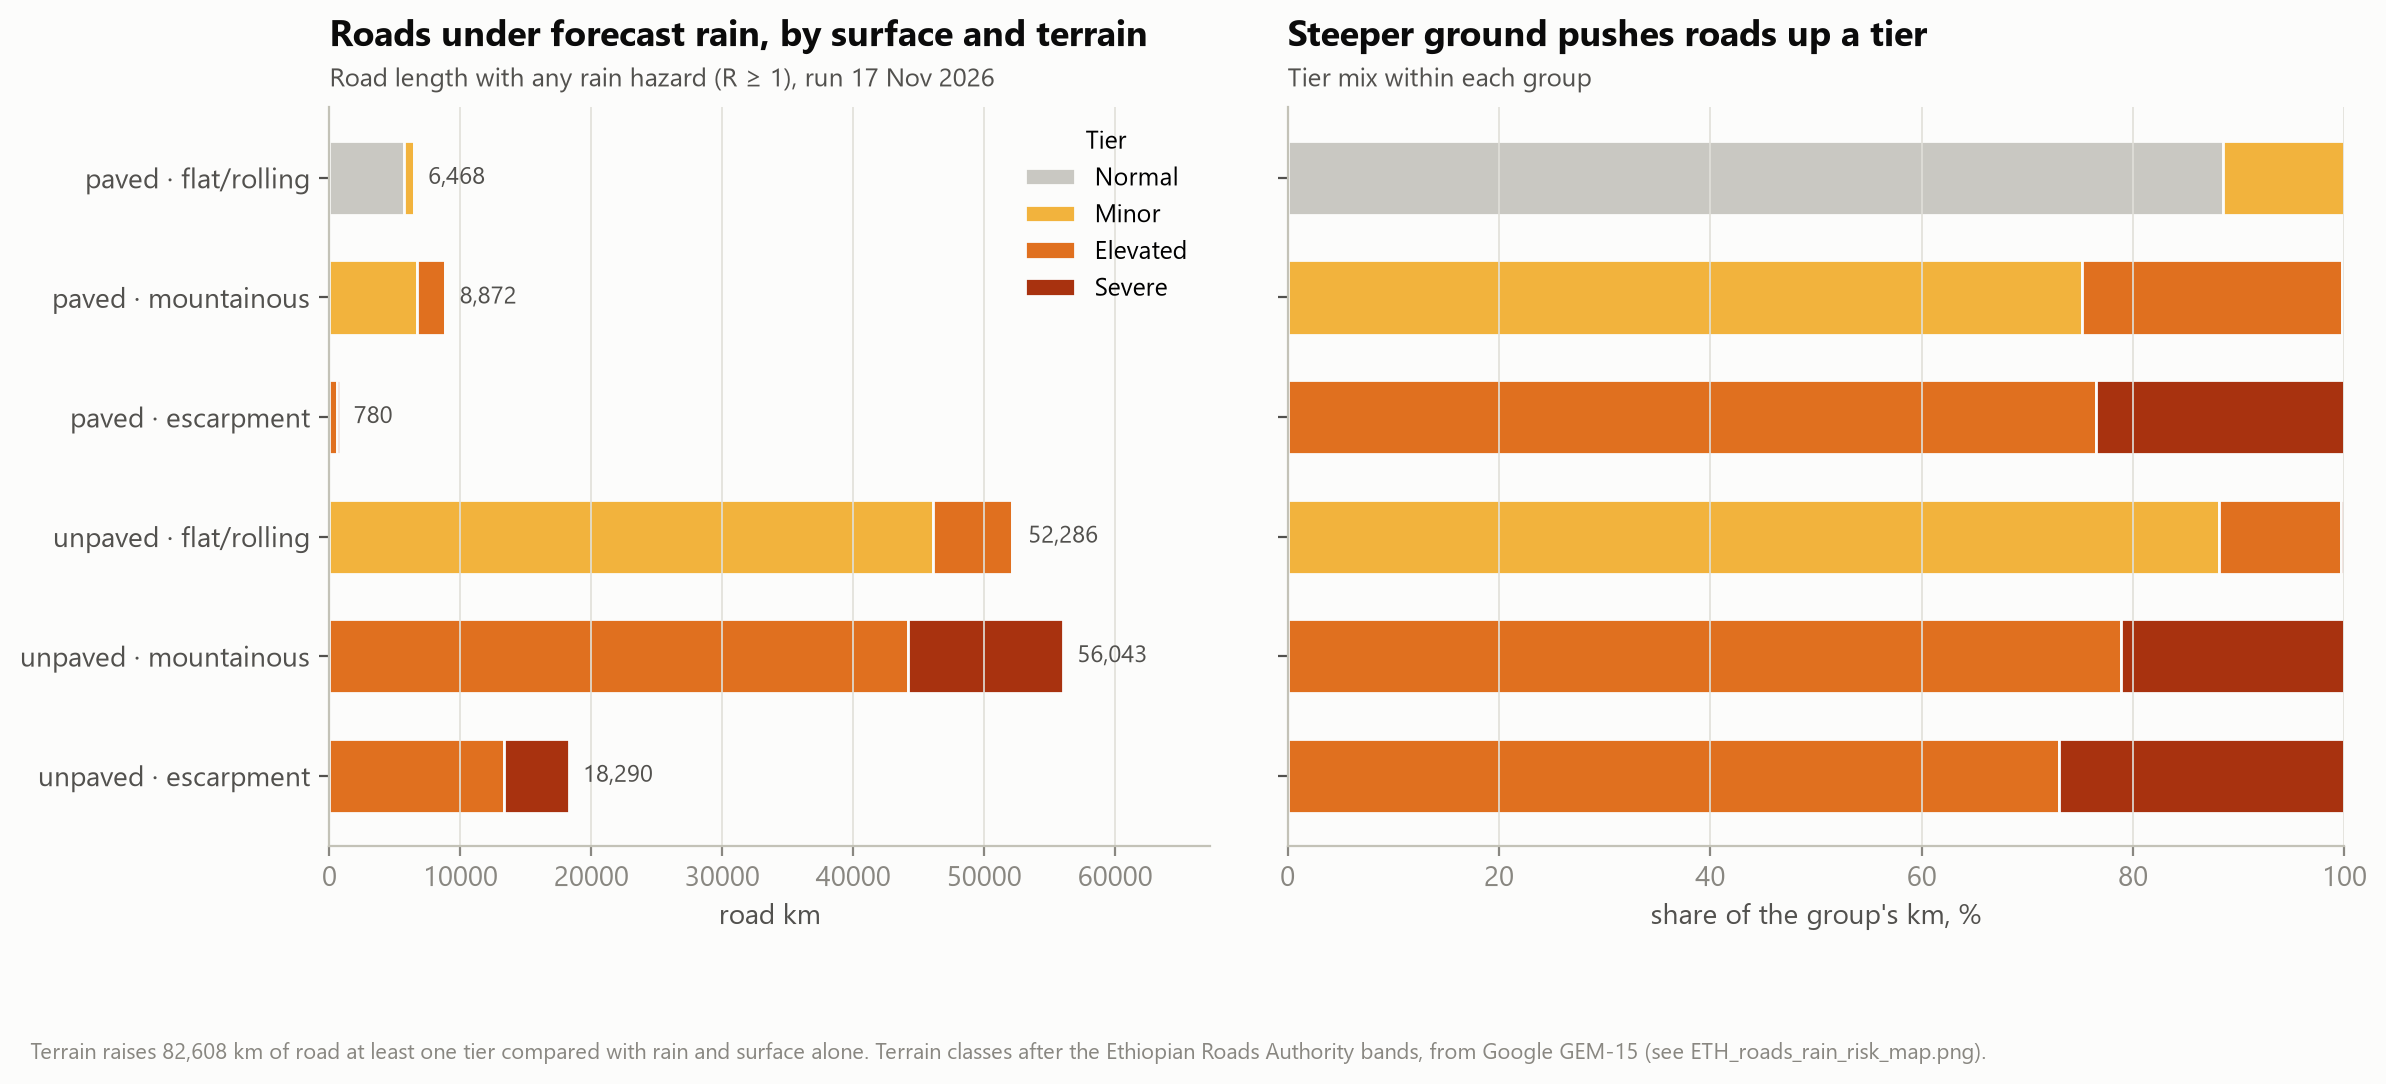 Roads under forecast rain, by surface and terrain
Road length with any rain hazard (R ≥ 1), run 17 Nov 2026
Tier
Normal
Minor
Elevated
Severe
paved · flat/rolling
6,468
paved · mountainous
8,872
paved · escarpment
780
unpaved · flat/rolling
52,286
unpaved · mountainous
56,043
unpaved · escarpment
18,290
0 10000 20000 30000 40000 50000 60000
road km
Steeper ground pushes roads up a tier
Tier mix within each group
0 20 40 60 80 100
share of the group's km, %
Terrain raises 82,608 km of road at least one tier compared with rain and surface alone. Terrain classes after the Ethiopian Roads Authority bands, from Google GEM-15 (see ETH_roads_rain_risk_map.png).